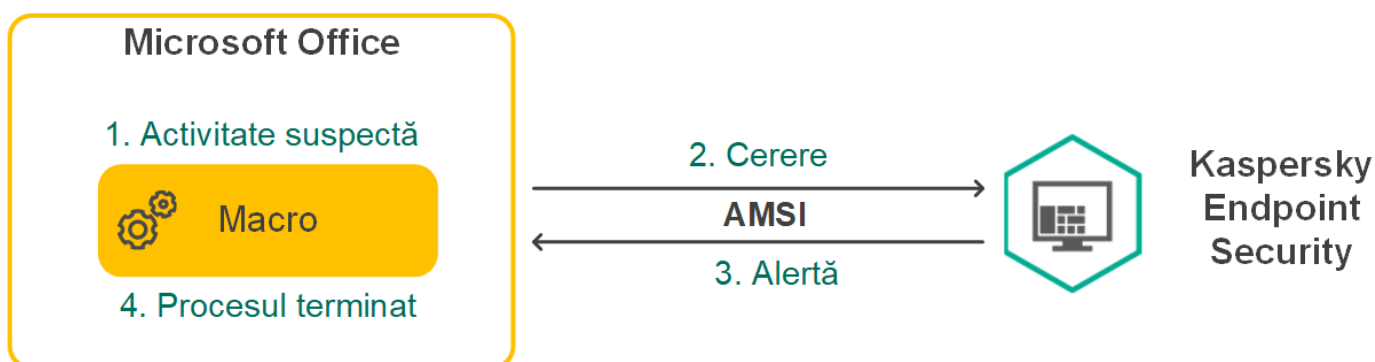 Microsoft Office
1. Activitate suspectă
Macro
4. Procesul terminat
2. Cerere
AMSI
3. Alertă
Kaspersky
Endpoint
Security